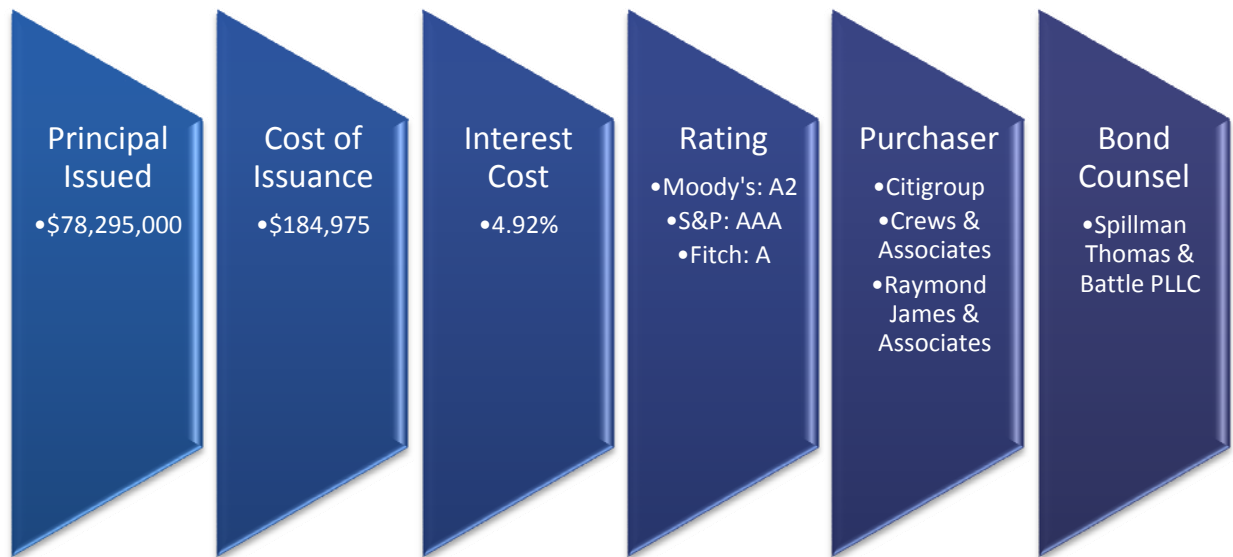 Principal
Issued
•$78,295,000
Cost of
Issuance
•$184,975
Interest
Cost
•4.92%
Rating
•Moody's: A2
•S&P: AAA
•Fitch: A
Purchaser
•Citigroup
•Crews &
Associates
•Raymond
James &
Associates
Bond
Counsel
•Spillman
Thomas &
Battle PLLC